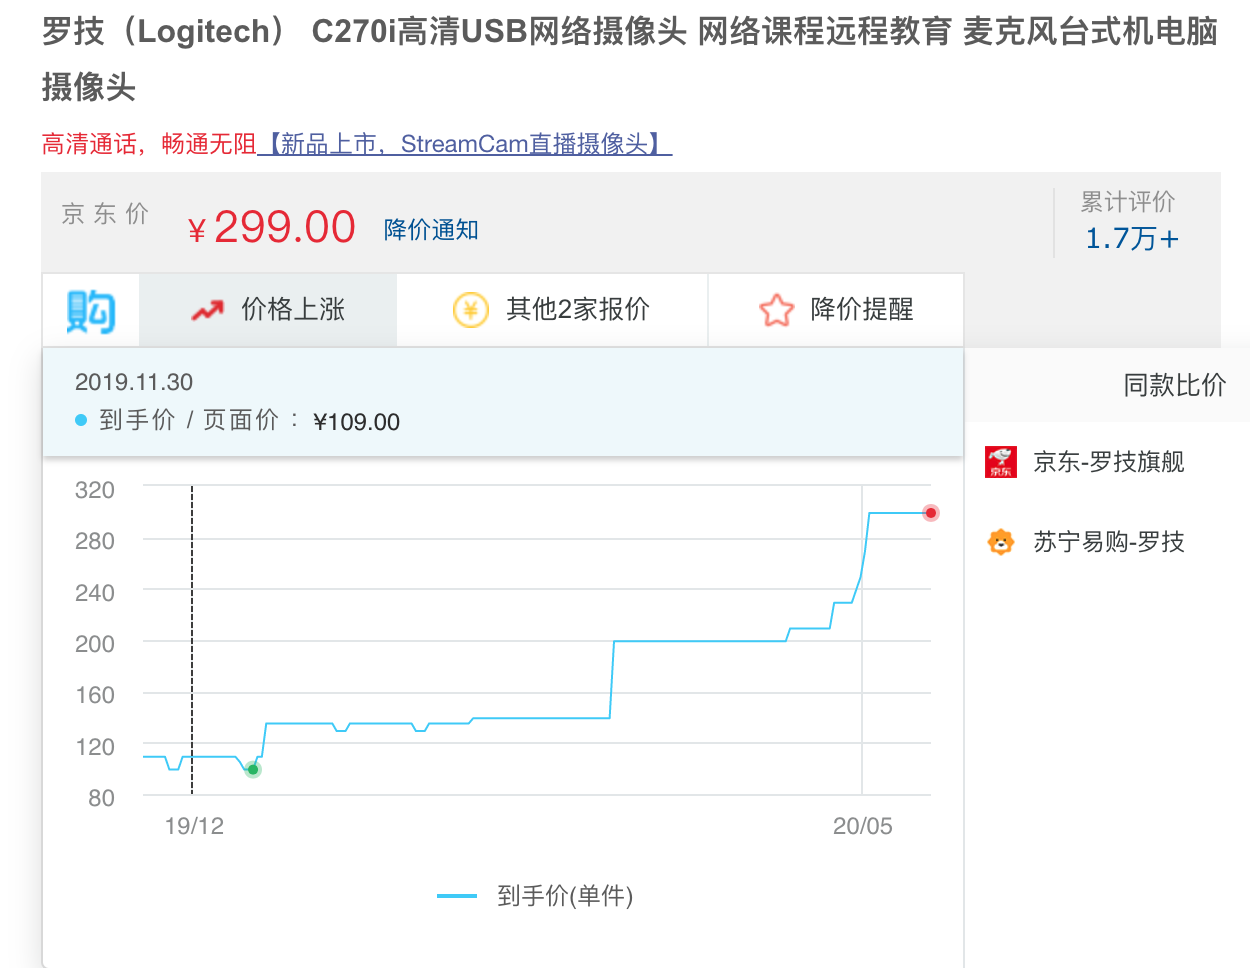 罗技（Logitech） C270i高清USB网络摄像头 网络课程远程教育 麦克风台式机电脑
摄像头
高清通话，畅通无阻【新品上市，StreamCam直播摄像头】
京东价
¥299.00
降价通知
累计评价
1.7万+
购
价格上涨
¥
其他2家报价
降价提醒
2019.11.30
到手价 / 页面价： ¥109.00
同款比价
京东
京东-罗技旗舰
苏宁易购-罗技
320
280
240
200
160
120
80
19/12
20/05
到手价(单件)